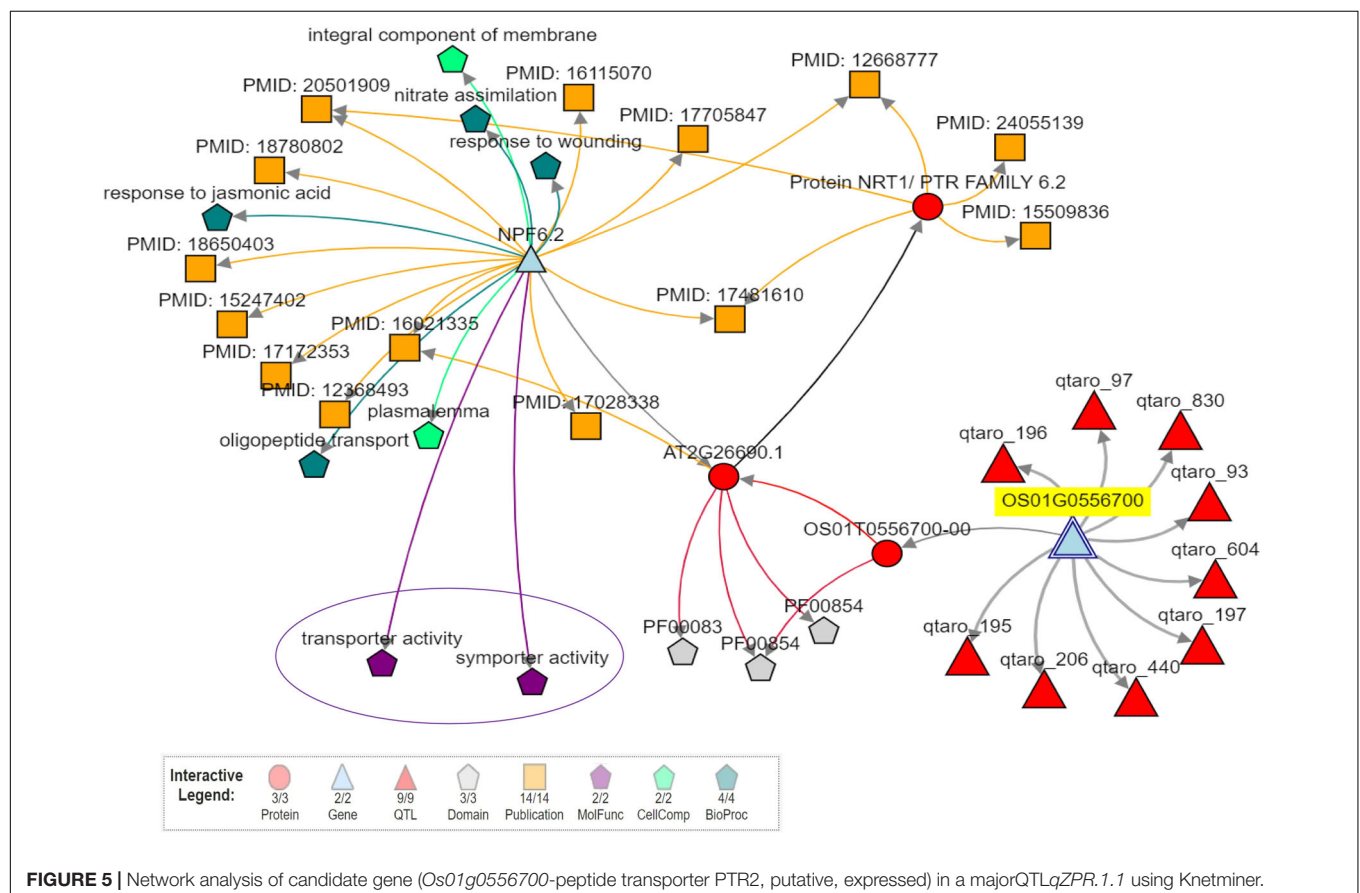 integral component of membrane
PMID: 20501909
PMID: 16115070
PMID: 12668777
nitrate assimilation
PMID: 17705847
PMID: 24055139
response to wounding
PMID: 18780802
Protein NRT1/ PTR FAMILY 6.2
response to jasmonic acid
PMID: 15509836
NPF6.2
PMID: 18650403
PMID: 17481610
PMID: 15247402
PMID: 16021335
PMID: 17172353
PMID: 12368493
plasmalemma
PMID: 17028338
oligopeptide transport
AT2G26690.1
qtaro_97
qtaro_830
qtaro_196
qtaro_93
OS01G0556700
OS01T0556700-00
qtaro_604
PF00854
PF00083
PF00854
qtaro_197
qtaro_195
qtaro_206
qtaro_440
transporter activity
symporter activity
Interactive Legend:
3/3 Protein
2/2 Gene
9/9 QTL
3/3 Domain
14/14 Publication
2/2 MolFunc
2/2 CellComp
4/4 BioProc
FIGURE 5 | Network analysis of candidate gene (Os01g0556700-peptide transporter PTR2, putative, expressed) in a majorQTLqZPR.1.1 using Knetminer.